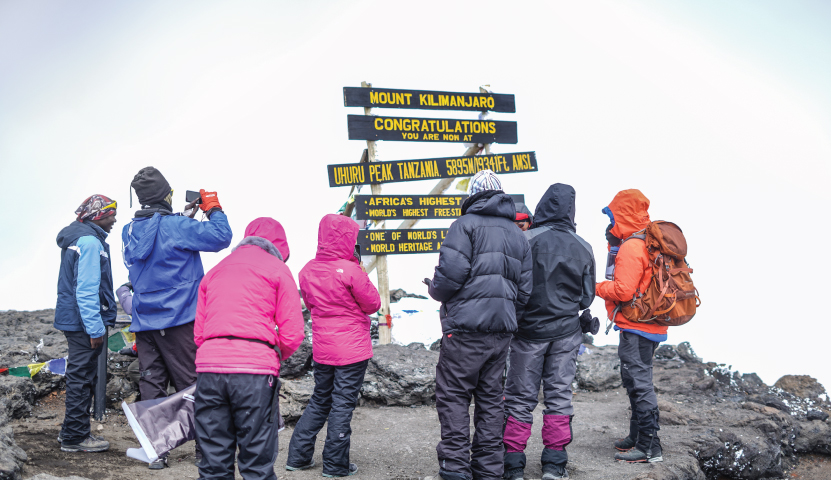 MOUNT KILIMANJARO
CONGRATULATIONS
YOU ARE NOW AT
UHURU PEAK TANZANIA, 5895M/19341Ft AMSL
• AFRICA'S HIGHEST
• WORLD'S HIGHEST FREEST
• ONE OF WORLD'S L
• WORLD HERITAGE A